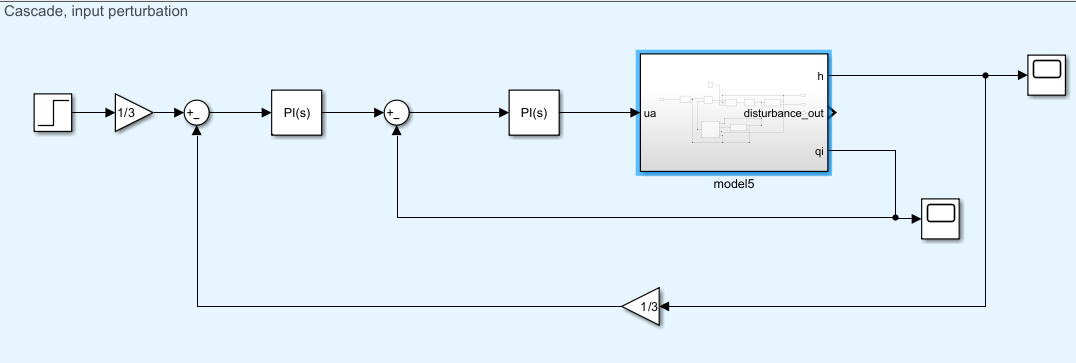 Cascade, input perturbation
1/3
+
_
PI(s)
+
_
PI(s)
ua
h
disturbance_out
qi
model5
1/3